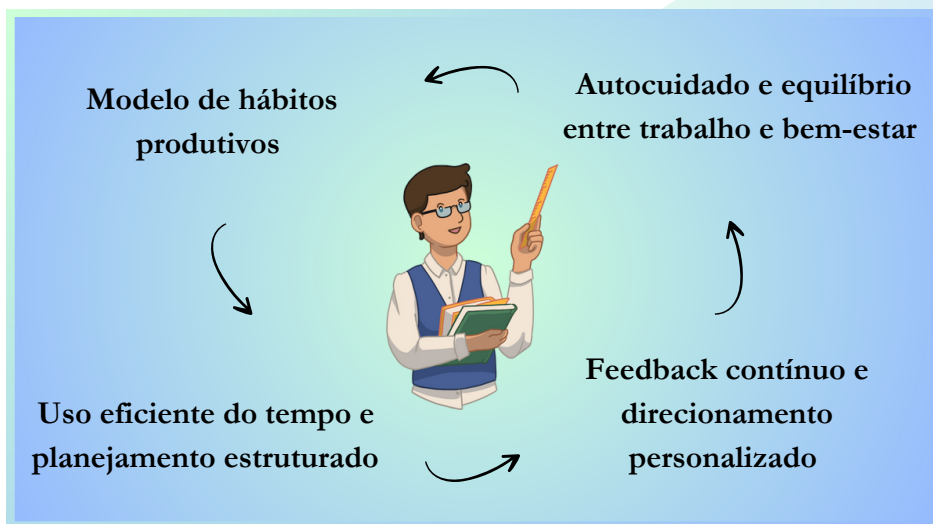 Modelo de hábitos
produtivos
Autocuidado e equilíbrio
entre trabalho e bem-estar
Uso eficiente do tempo e
planejamento estruturado
Feedback contínuo e
direcionamento
personalizado